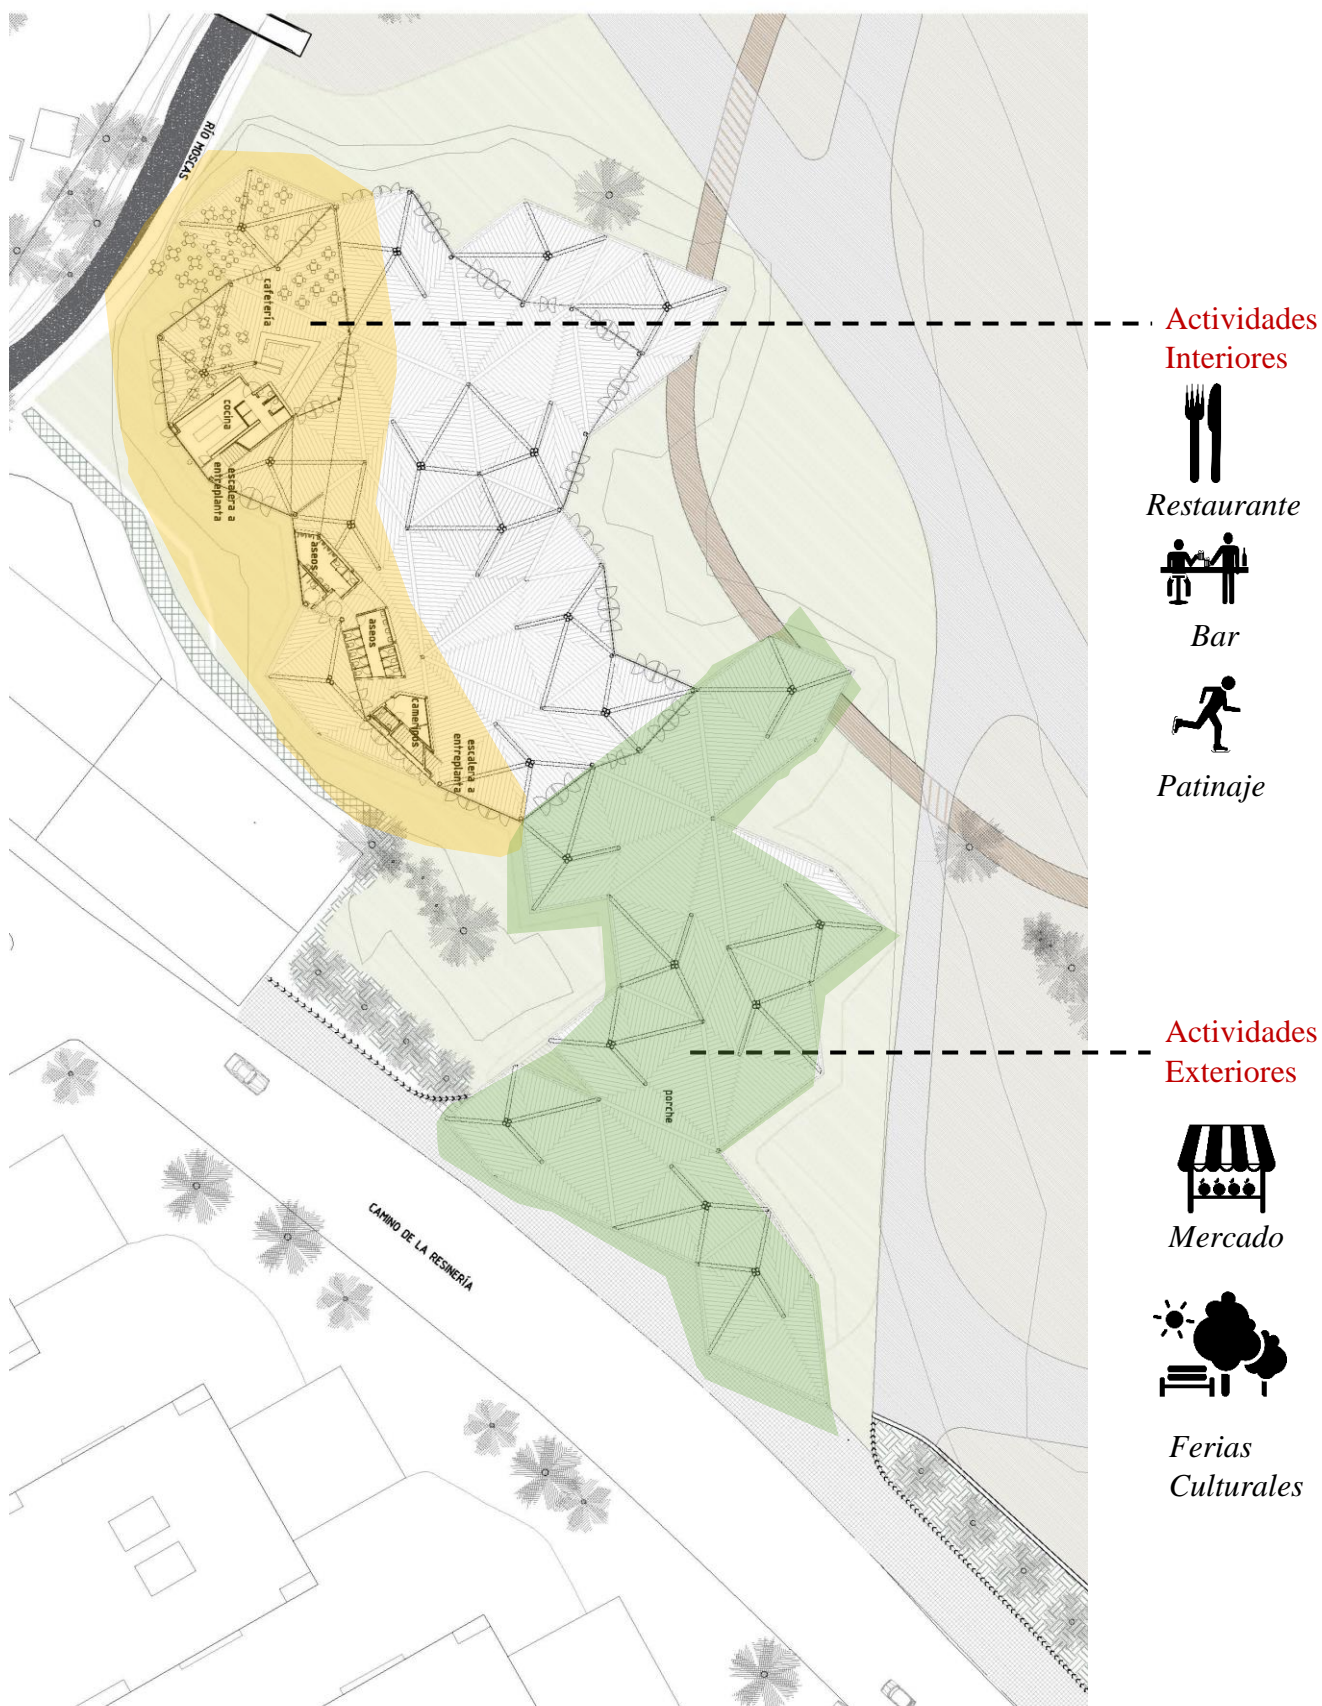 RÍO MOSCAS
cafetería
cocina
escalera a
entreplanta
aseos
aseos
camerinos
escalera a
entreplanta
porche
CAMINO DE LA RESINERÍA
Actividades
Interiores
Restaurante
Bar
Patinaje
Actividades
Exteriores
Mercado
Ferias
Culturales